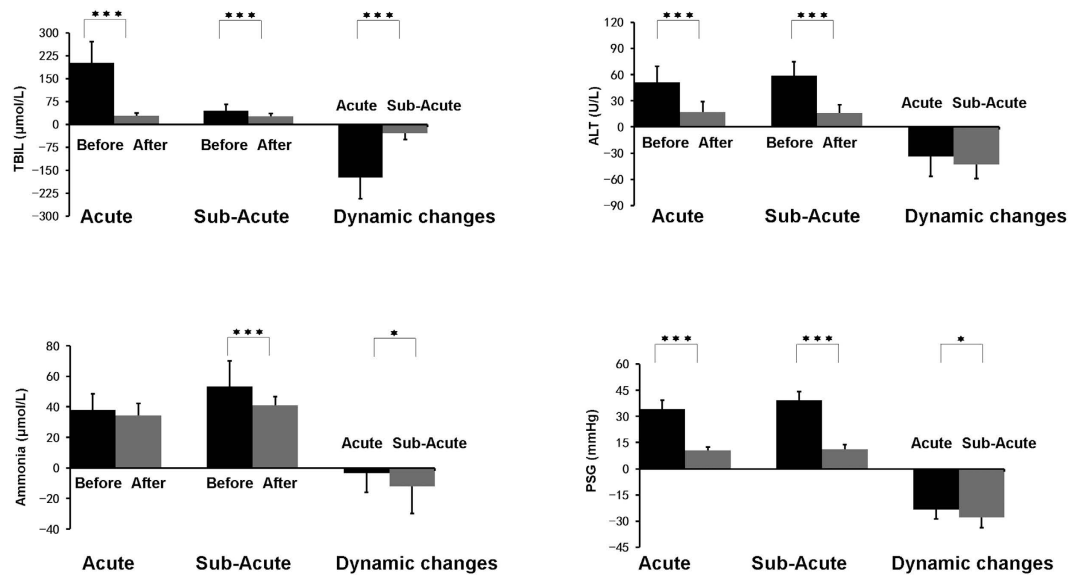 *** *** ***
300
225
150
75
0
−75
−150
−225
−300
TBIL (μmol/L)
Acute Sub-Acute
Before After Before After
Acute Sub-Acute Dynamic changes
*** ***
120
90
60
30
0
−30
−60
−90
ALT (U/L)
Acute Sub-Acute
Before After Before After
Acute Sub-Acute Dynamic changes
*** *
80
60
40
20
0
−20
−40
Ammonia (μmol/L)
Acute Sub-Acute
Before After Before After
Acute Sub-Acute Dynamic changes
*** *** *
60
45
30
15
0
−15
−30
−45
PSG (mmHg)
Acute Sub-Acute
Before After Before After
Acute Sub-Acute Dynamic changes